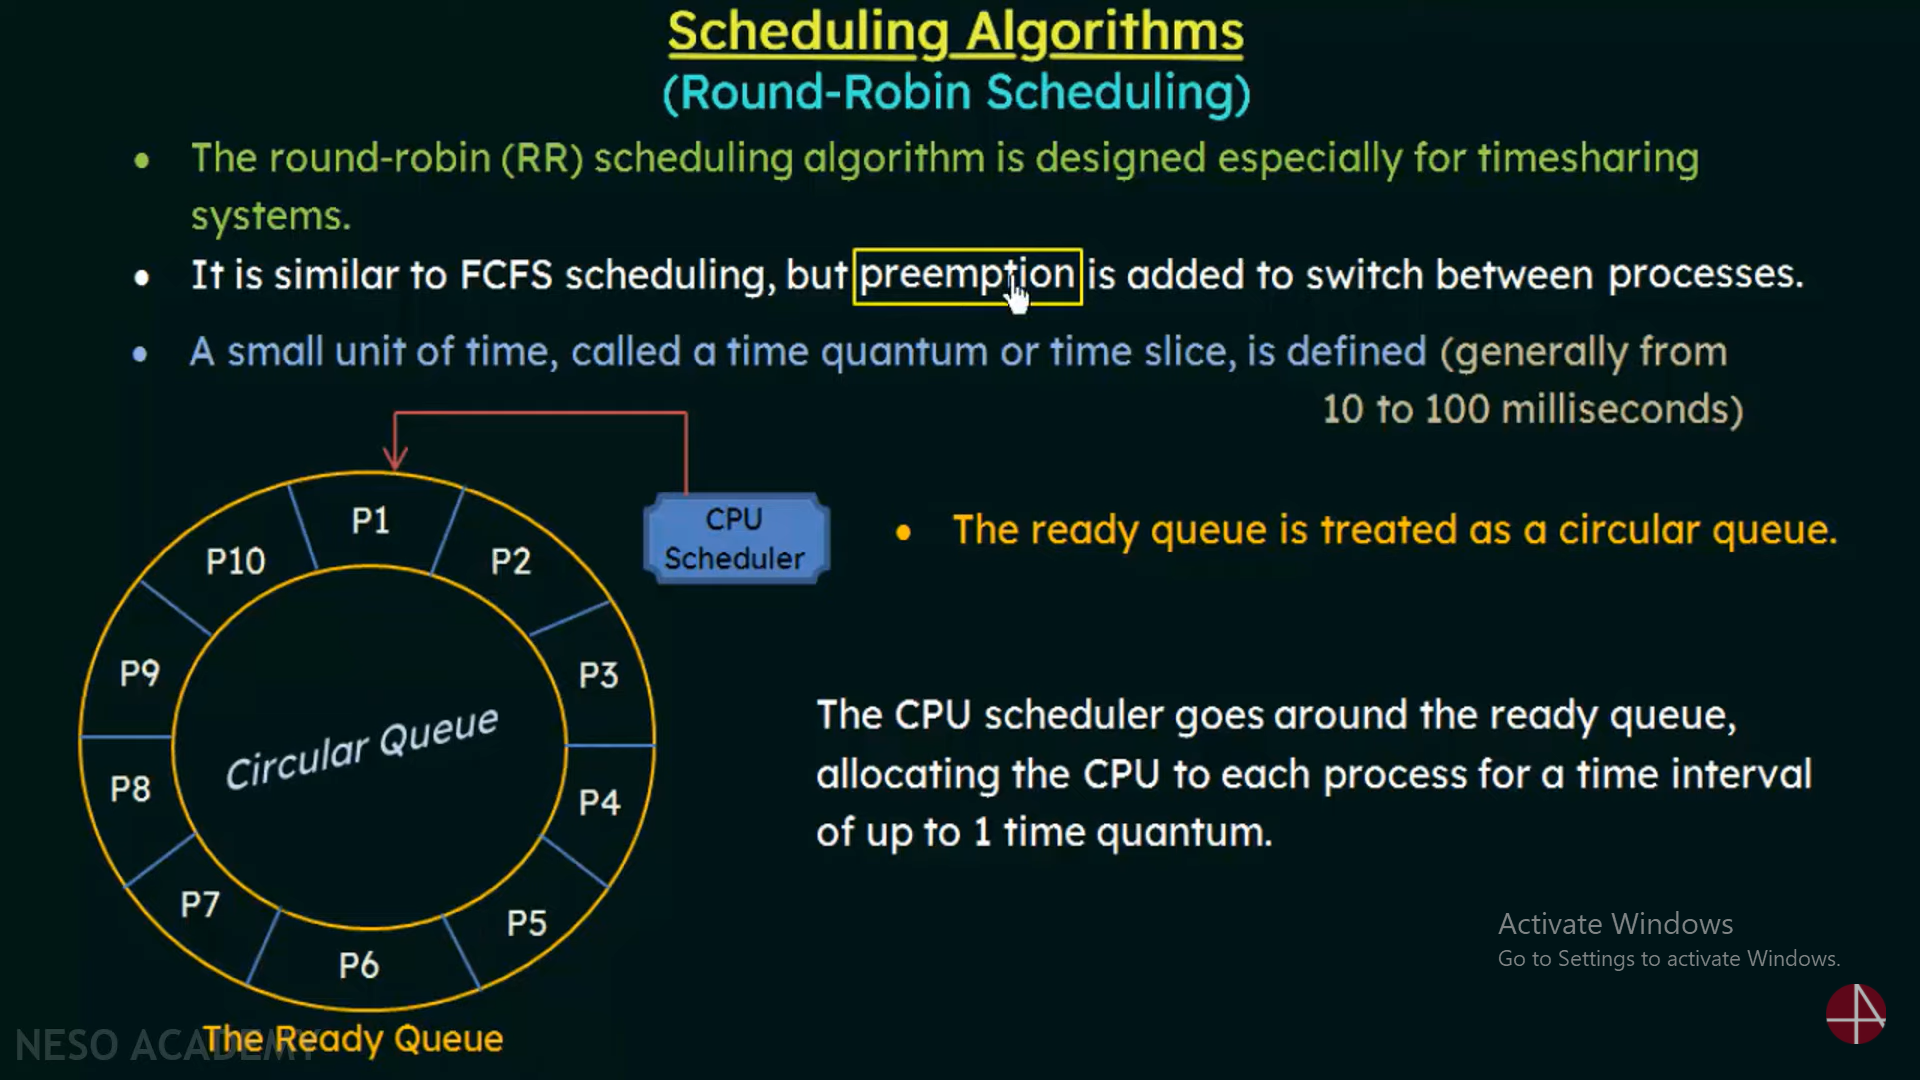 Scheduling Algorithms
(Round-Robin Scheduling)
• The round-robin (RR) scheduling algorithm is designed especially for timesharing
systems.
• It is similar to FCFS scheduling, but preemption is added to switch between processes.
• A small unit of time, called a time quantum or time slice, is defined (generally from
10 to 100 milliseconds)
P1
P2
P3
P4
P5
P6
P7
P8
P9
P10
Circular Queue
CPU
Scheduler
• The ready queue is treated as a circular queue.
The CPU scheduler goes around the ready queue,
allocating the CPU to each process for a time interval
of up to 1 time quantum.
The Ready Queue
NESO ACADEMY
Activate Windows
Go to Settings to activate Windows.